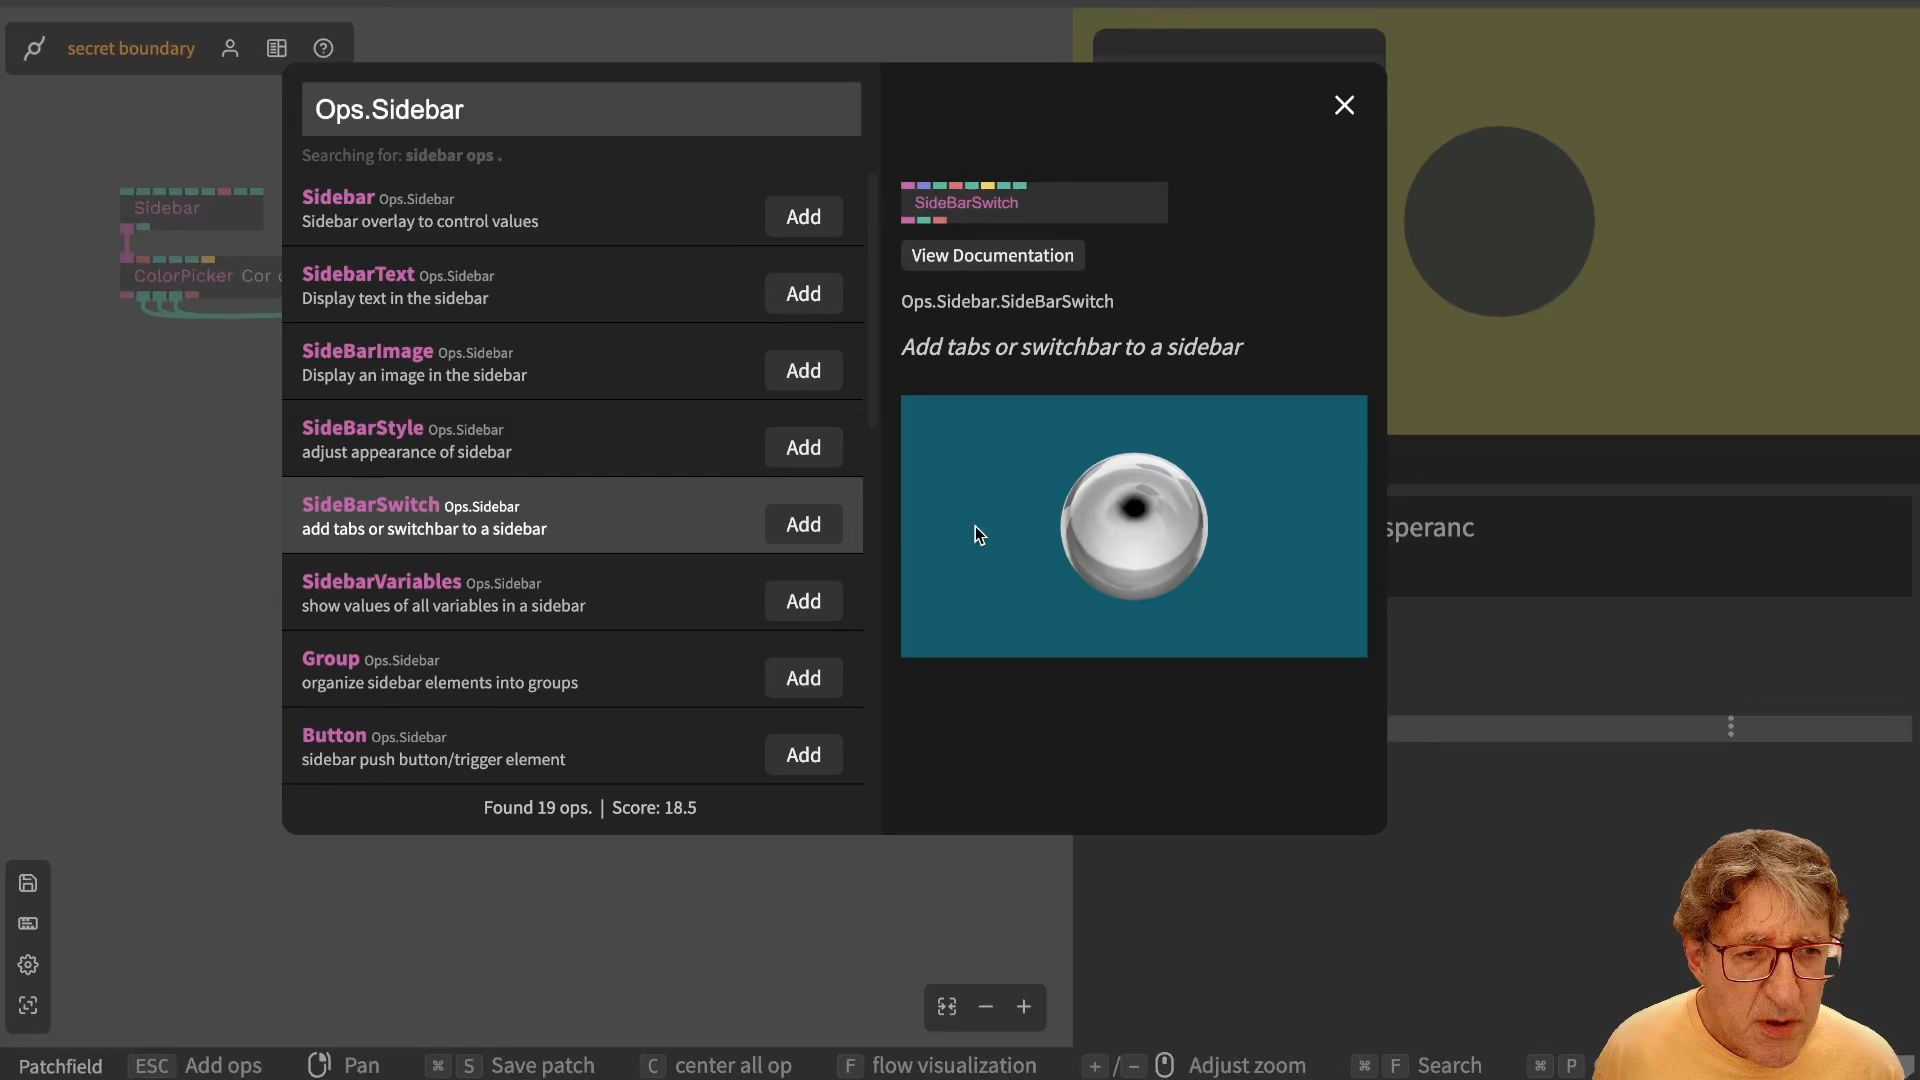 secret boundary
Ops.Sidebar
Searching for: sidebar ops .
Sidebar Ops.Sidebar
Sidebar overlay to control values
Add
SidebarText Ops.Sidebar
Display text in the sidebar
Add
SideBarImage Ops.Sidebar
Display an image in the sidebar
Add
SideBarStyle Ops.Sidebar
adjust appearance of sidebar
Add
SideBarSwitch Ops.Sidebar
add tabs or switchbar to a sidebar
Add
SidebarVariables Ops.Sidebar
show values of all variables in a sidebar
Add
Group Ops.Sidebar
organize sidebar elements into groups
Add
Button Ops.Sidebar
sidebar push button/trigger element
Add
Found 19 ops. | Score: 18.5
SideBarSwitch
View Documentation
Ops.Sidebar.SideBarSwitch
Add tabs or switchbar to a sidebar
Sidebar
ColorPicker Cor
speranc
Patchfield ESC Add ops Pan ⌘ S Save patch C center all op F flow visualization + / − Adjust zoom ⌘ F Search ⌘ P